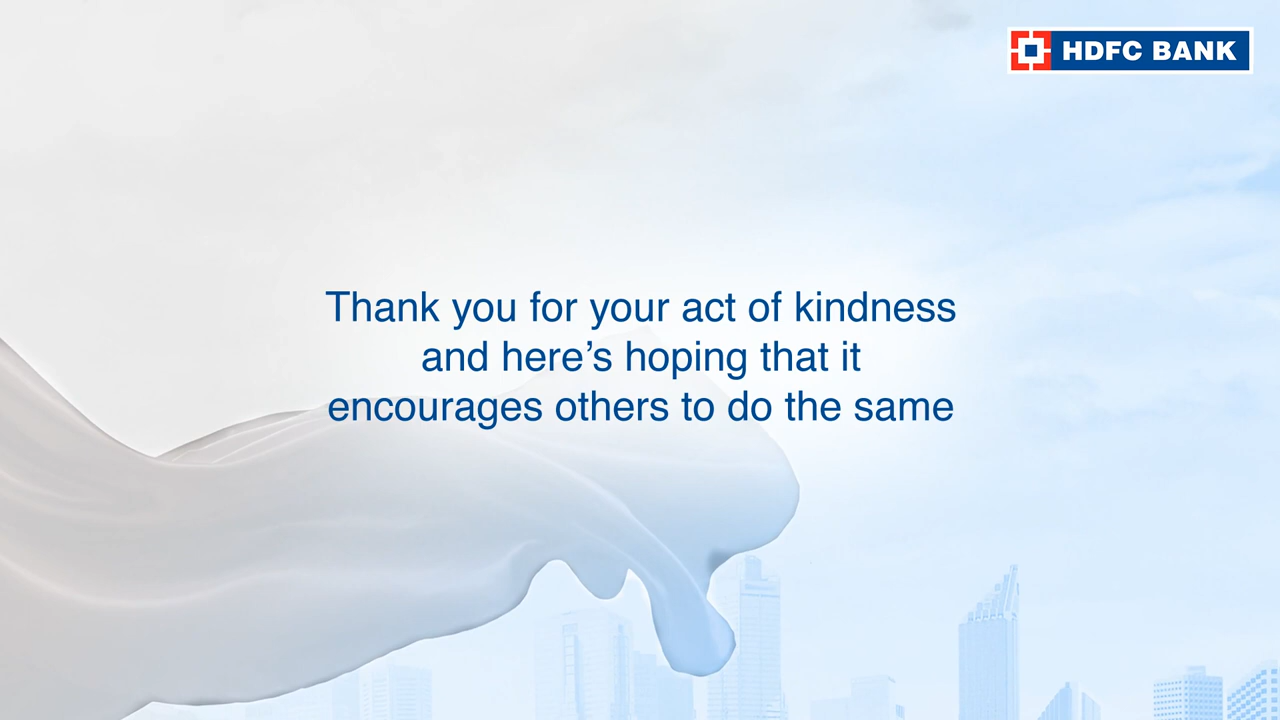 HDFC BANK
Thank you for your act of kindness
and here’s hoping that it
encourages others to do the same